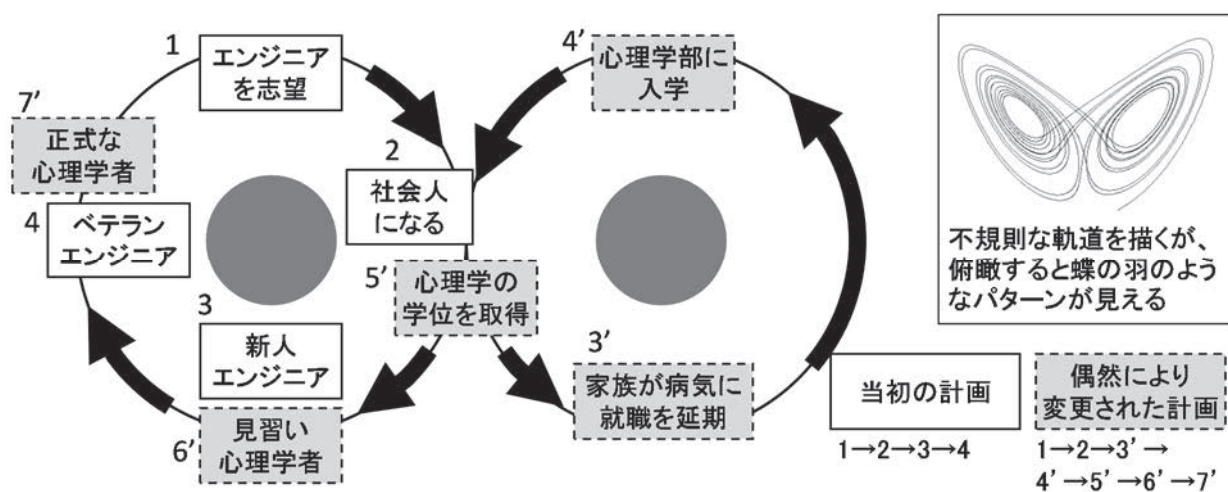 1
エンジニア
を志望
2
社会人
になる
3
新人
エンジニア
4
ベテラン
エンジニア
3’
家族が病気に
就職を延期
4’
心理学部に
入学
5’
心理学の
学位を取得
6’
見習い
心理学者
7’
正式な
心理学者
不規則な軌道を描くが、
俯瞰すると蝶の羽のよう
なパターンが見える
当初の計画
1→2→3→4
偶然により
変更された計画
1→2→3’→
4’→5’→6’→7’